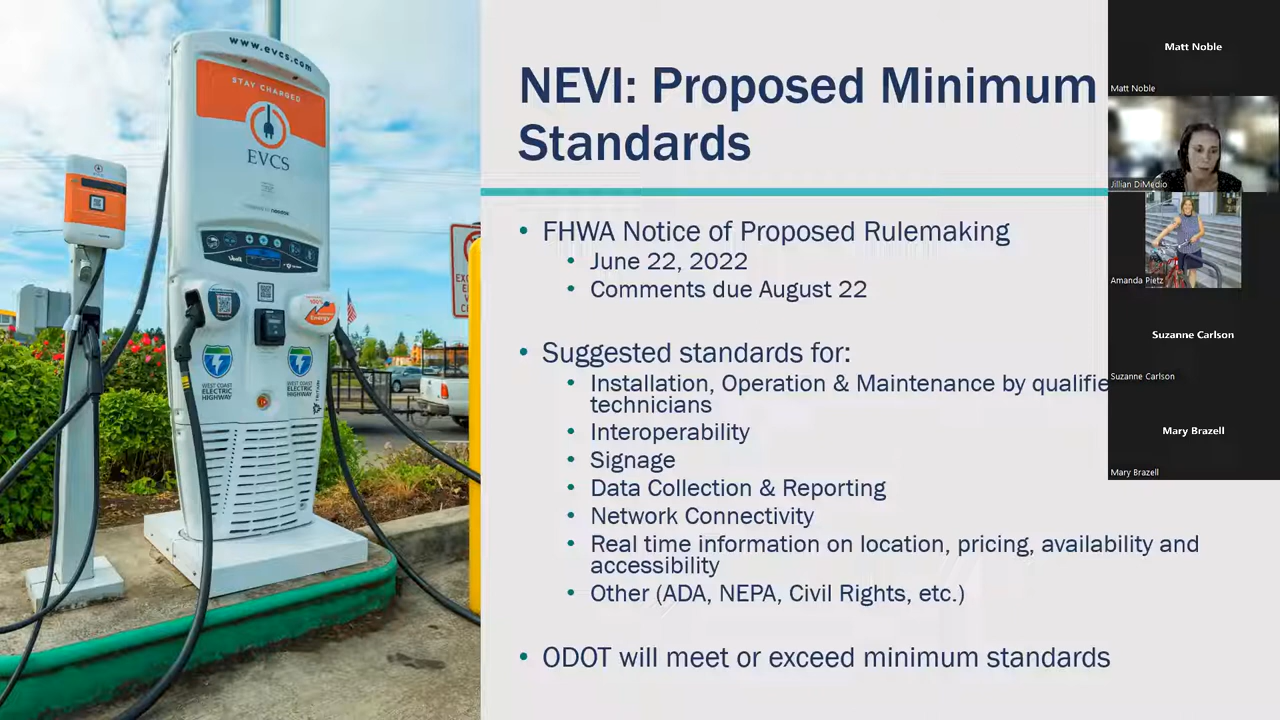 www.evcs.com
STAY CHARGED
EVCS
WEST COAST
ELECTRIC
HIGHWAY
WEST COAST
ELECTRIC
HIGHWAY
NEVI: Proposed Minimum
Standards
• FHWA Notice of Proposed Rulemaking
• June 22, 2022
• Comments due August 22
• Suggested standards for:
• Installation, Operation & Maintenance by qualifie
technicians
• Interoperability
• Signage
• Data Collection & Reporting
• Network Connectivity
• Real time information on location, pricing, availability and
accessibility
• Other (ADA, NEPA, Civil Rights, etc.)
• ODOT will meet or exceed minimum standards
Matt Noble
Matt Noble
Jillian DiMedio
Amanda Pietz
Suzanne Carlson
Suzanne Carlson
Mary Brazell
Mary Brazell